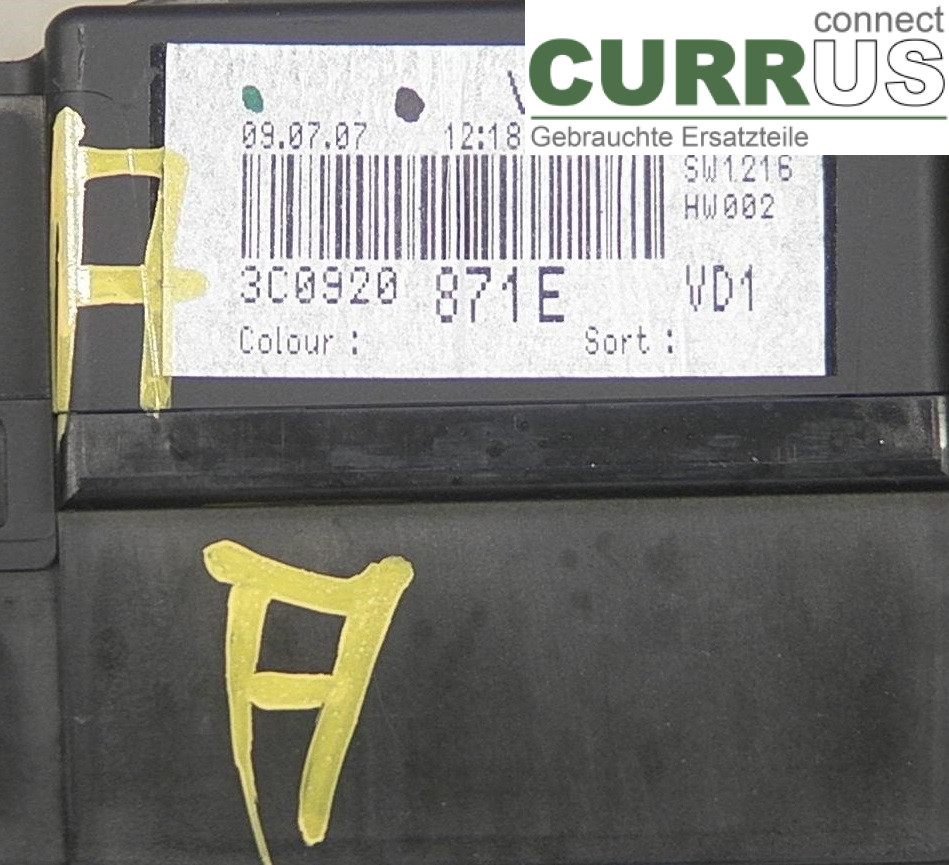 connect
CURRUS
Gebrauchte Ersatzteile
09.07.07 12:18
SW1216
HW002
3C0920 871E VD1
Colour : Sort :
A
A